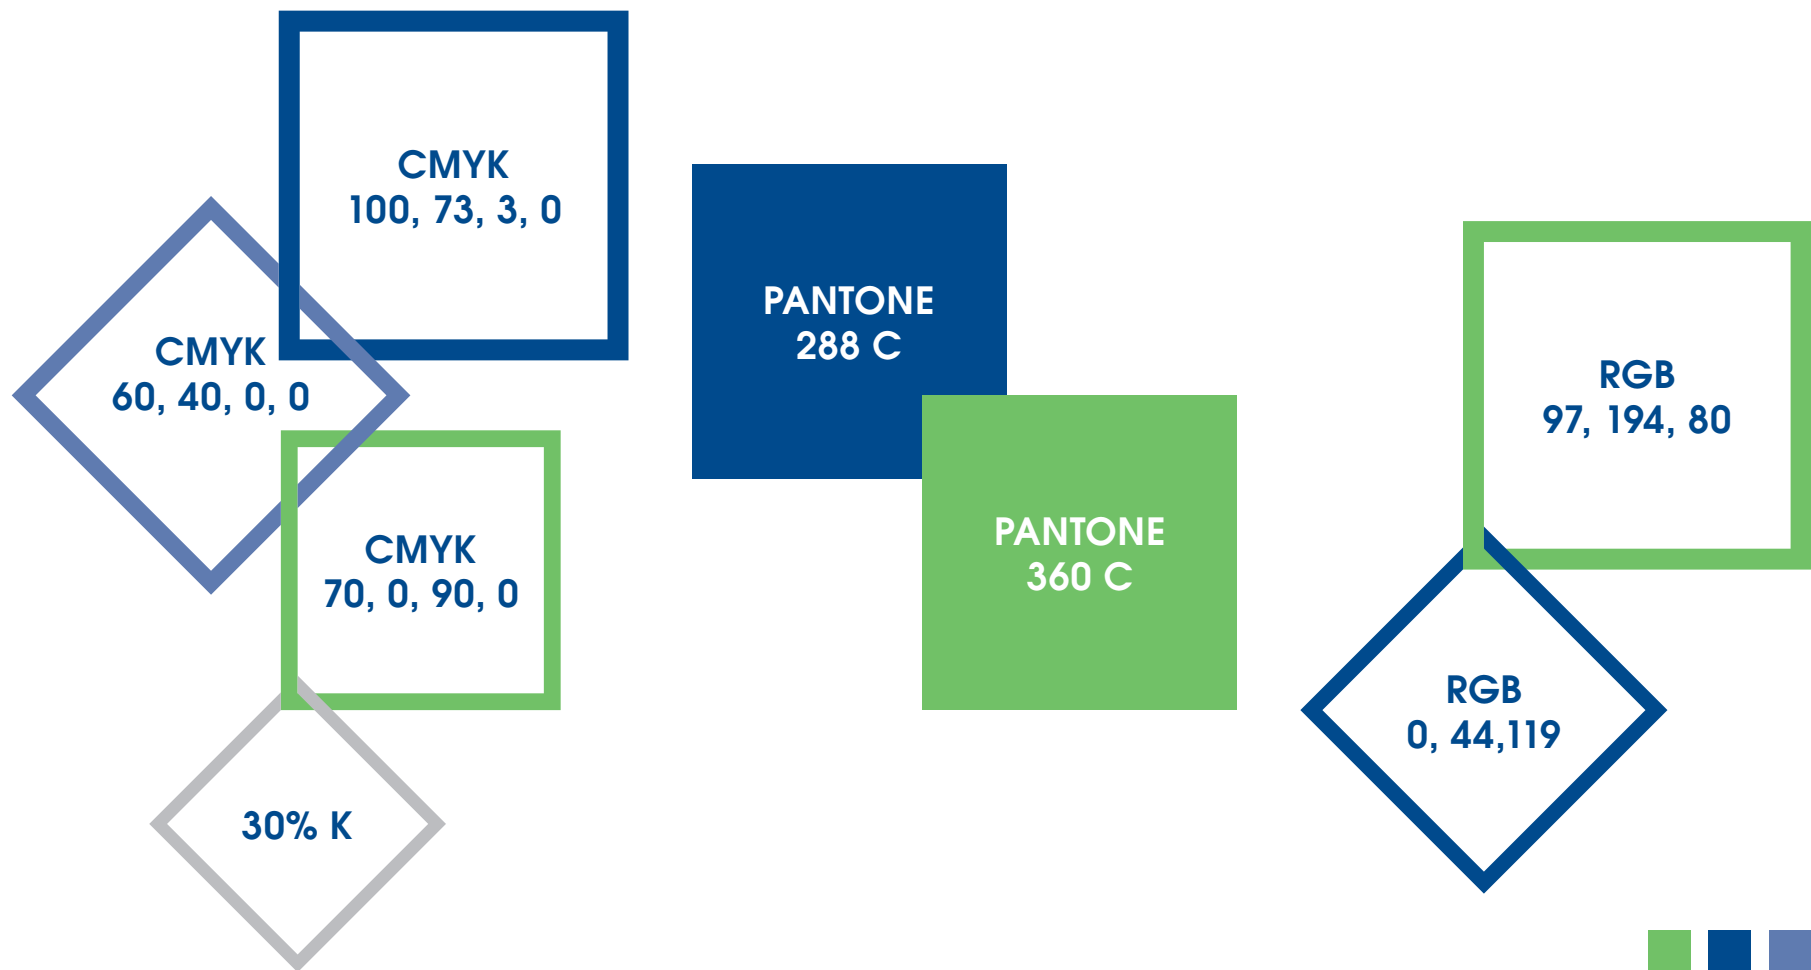 CMYK
100, 73, 3, 0
CMYK
60, 40, 0, 0
CMYK
70, 0, 90, 0
30% K
PANTONE
288 C
PANTONE
360 C
RGB
97, 194, 80
RGB
0, 44,119